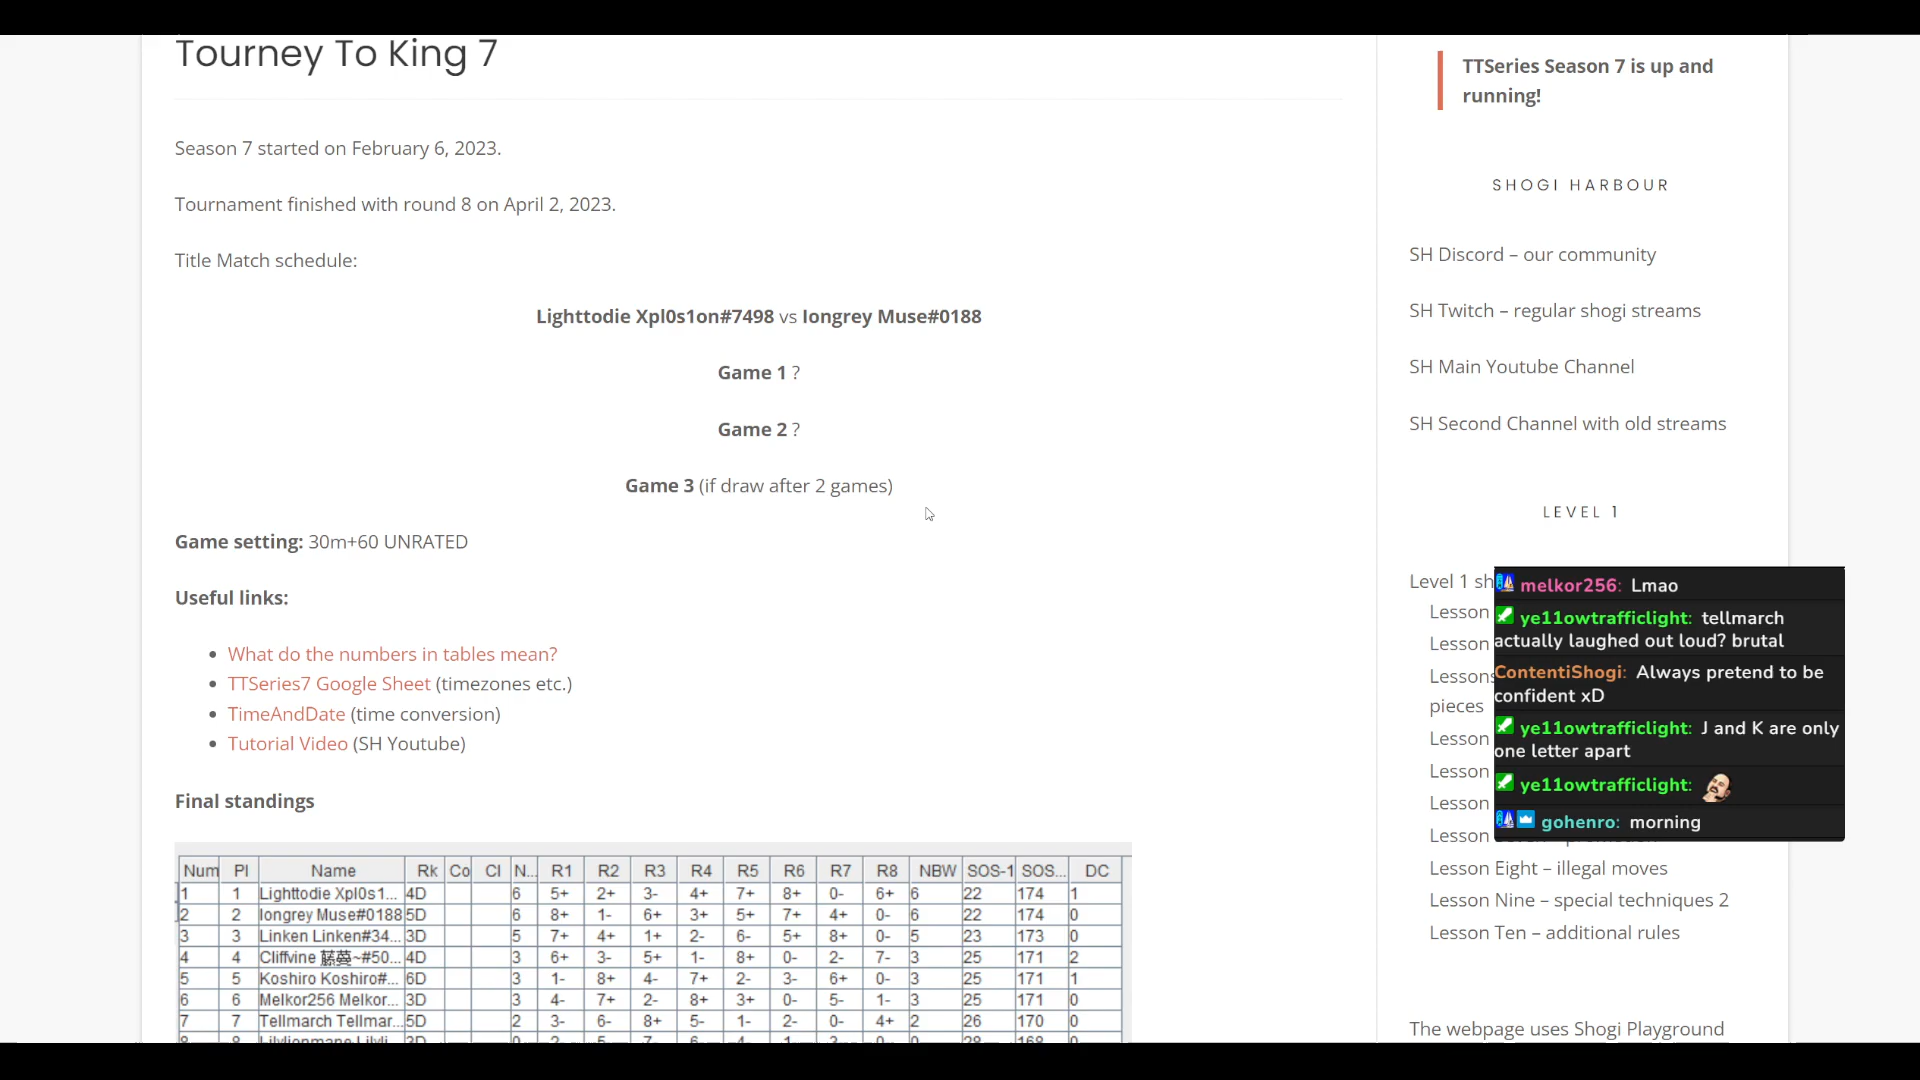 Tourney To King 7
Season 7 started on February 6, 2023.
Tournament finished with round 8 on April 2, 2023.
Title Match schedule:
Lighttodie Xpl0s1on#7498 vs Iongrey Muse#0188
Game 1 ?
Game 2 ?
Game 3 (if draw after 2 games)
Game setting: 30m+60 UNRATED
Useful links:
What do the numbers in tables mean?
TTSeries7 Google Sheet (timezones etc.)
TimeAndDate (time conversion)
Tutorial Video (SH Youtube)
Final standings
Num Pl Name Rk Co Cl N... R1 R2 R3 R4 R5 R6 R7 R8 NBW SOS-1 SOS... DC
1 1 Lighttodie Xpl0s1... 4D 6 5+ 2+ 3- 4+ 7+ 8+ 0- 6+ 6 22 174 1
2 2 Iongrey Muse#0188 5D 6 8+ 1- 6+ 3+ 5+ 7+ 4+ 0- 6 22 174 0
3 3 Linken Linken#34... 3D 5 7+ 4+ 1+ 2- 6- 5+ 8+ 0- 5 23 173 0
4 4 Cliffvine ~#50... 4D 3 6+ 3- 5+ 1- 8+ 0- 2- 7- 3 25 171 2
5 5 Koshiro Koshiro#... 6D 3 1- 8+ 4- 7+ 2- 3- 6+ 0- 3 25 171 1
6 6 Melkor256 Melkor... 3D 3 4- 7+ 2- 8+ 3+ 0- 5- 1- 3 25 171 0
7 7 Tellmarch Tellmar... 5D 2 3- 6- 8+ 5- 1- 2- 0- 4+ 2 26 170 0
TTSeries Season 7 is up and
running!
SHOGI HARBOUR
SH Discord – our community
SH Twitch – regular shogi streams
SH Main Youtube Channel
SH Second Channel with old streams
LEVEL 1
Level 1 sh
Lesson
Lesson
Lessons
pieces
Lesson
Lesson
Lesson
Lesson
Lesson Eight – illegal moves
Lesson Nine – special techniques 2
Lesson Ten – additional rules
The webpage uses Shogi Playground
melkor256: Lmao
ye11owtrafficlight: tellmarch
actually laughed out loud? brutal
ContentiShogi: Always pretend to be
confident xD
ye11owtrafficlight: J and K are only
one letter apart
ye11owtrafficlight:
gohenro: morning